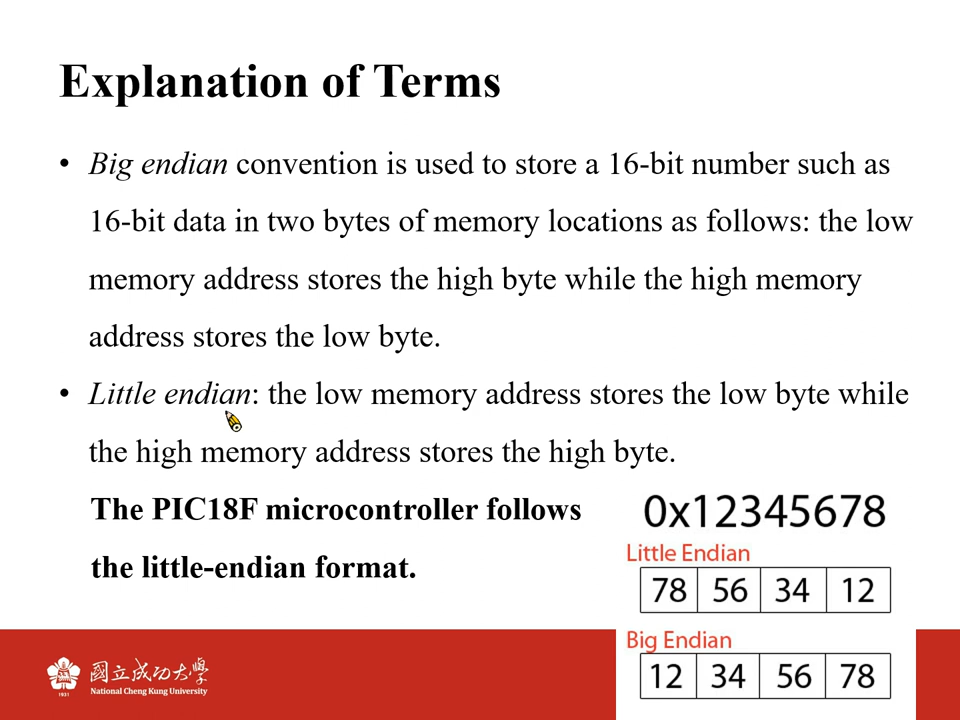 Explanation of Terms
• Big endian convention is used to store a 16-bit number such as
16-bit data in two bytes of memory locations as follows: the low
memory address stores the high byte while the high memory
address stores the low byte.
• Little endian: the low memory address stores the low byte while
the high memory address stores the high byte.
The PIC18F microcontroller follows
the little-endian format.
0x12345678
Little Endian
78 56 34 12
Big Endian
12 34 56 78
1931
國立成功大學
National Cheng Kung University